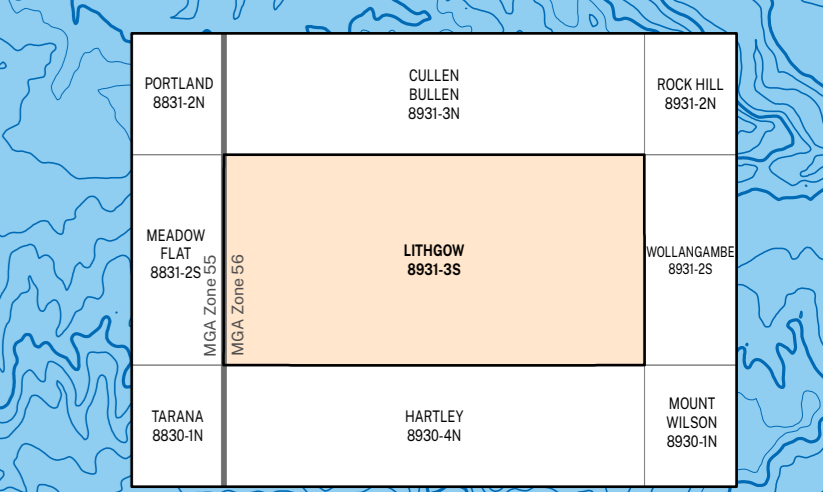 PORTLAND
8831-2N
CULLEN
BULLEN
8931-3N
ROCK HILL
8931-2N
MEADOW
FLAT
8831-2S
MGA Zone 55
MGA Zone 56
LITHGOW
8931-3S
WOLLANGAMBE
8931-2S
TARANA
8830-1N
HARTLEY
8930-4N
MOUNT
WILSON
8930-1N